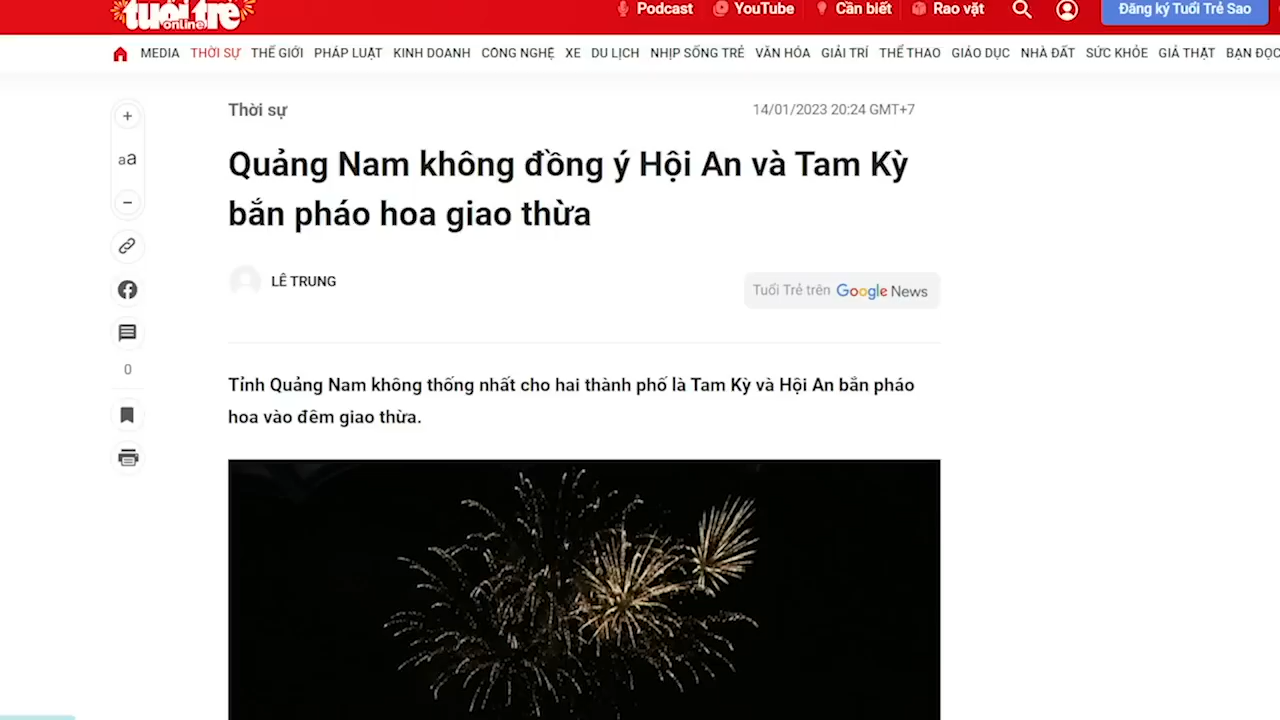 tuổi trẻ
online
Podcast
YouTube
Cần biết
Rao vặt
Đăng ký Tuổi Trẻ Sao
MEDIA THỜI SỰ THẾ GIỚI PHÁP LUẬT KINH DOANH CÔNG NGHỆ XE DU LỊCH NHỊP SỐNG TRẺ VĂN HÓA GIẢI TRÍ THỂ THAO GIÁO DỤC NHÀ ĐẤT SỨC KHỎE GIẢ THẬT BẠN ĐỌC
Thời sự
14/01/2023 20:24 GMT+7
+
aa
−
Quảng Nam không đồng ý Hội An và Tam Kỳ
bắn pháo hoa giao thừa
LÊ TRUNG
Tuổi Trẻ trên Google News
0
Tỉnh Quảng Nam không thống nhất cho hai thành phố là Tam Kỳ và Hội An bắn pháo
hoa vào đêm giao thừa.